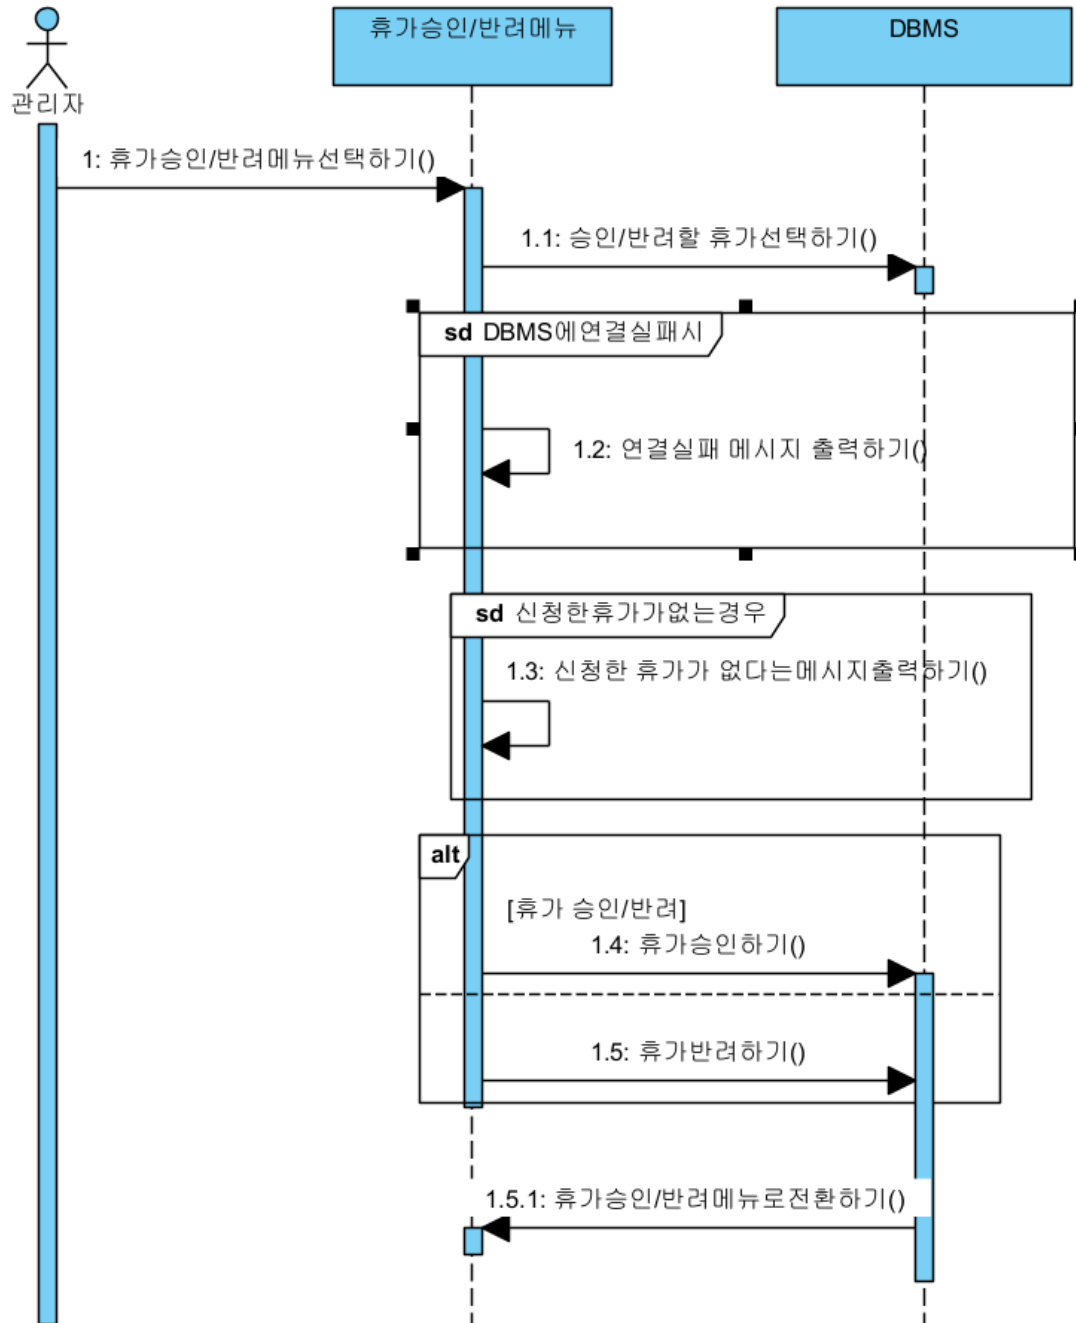 휴가승인/반려메뉴
DBMS
관리자
1: 휴가승인/반려메뉴선택하기()
1.1: 승인/반려할 휴가선택하기()
sd DBMS에연결실패시
1.2: 연결실패 메시지 출력하기()
sd 신청한휴가가없는경우
1.3: 신청한 휴가가 없다는메시지출력하기()
alt
[휴가 승인/반려]
1.4: 휴가승인하기()
1.5: 휴가반려하기()
1.5.1: 휴가승인/반려메뉴로전환하기()